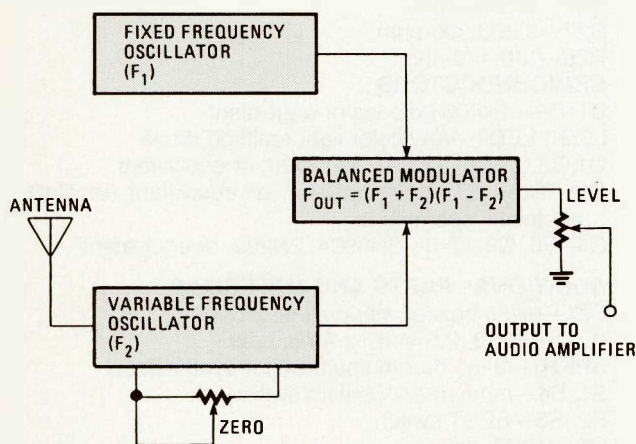 FIXED FREQUENCY
OSCILLATOR
(F₁)
BALANCED MODULATOR
F_OUT = (F₁ + F₂)(F₁ - F₂)
LEVEL
ANTENNA
VARIABLE FREQUENCY
OSCILLATOR
(F₂)
OUTPUT TO
AUDIO AMPLIFIER
ZERO